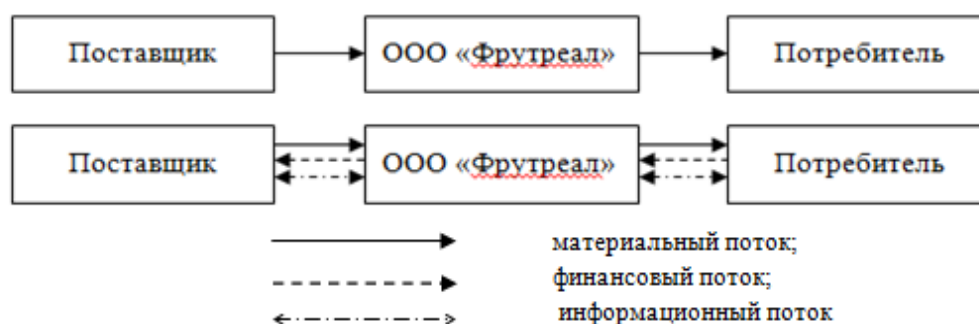 Поставщик ООО «Фрутреал» Потребитель
Поставщик ООО «Фрутреал» Потребитель
материальный поток;
финансовый поток;
информационный поток